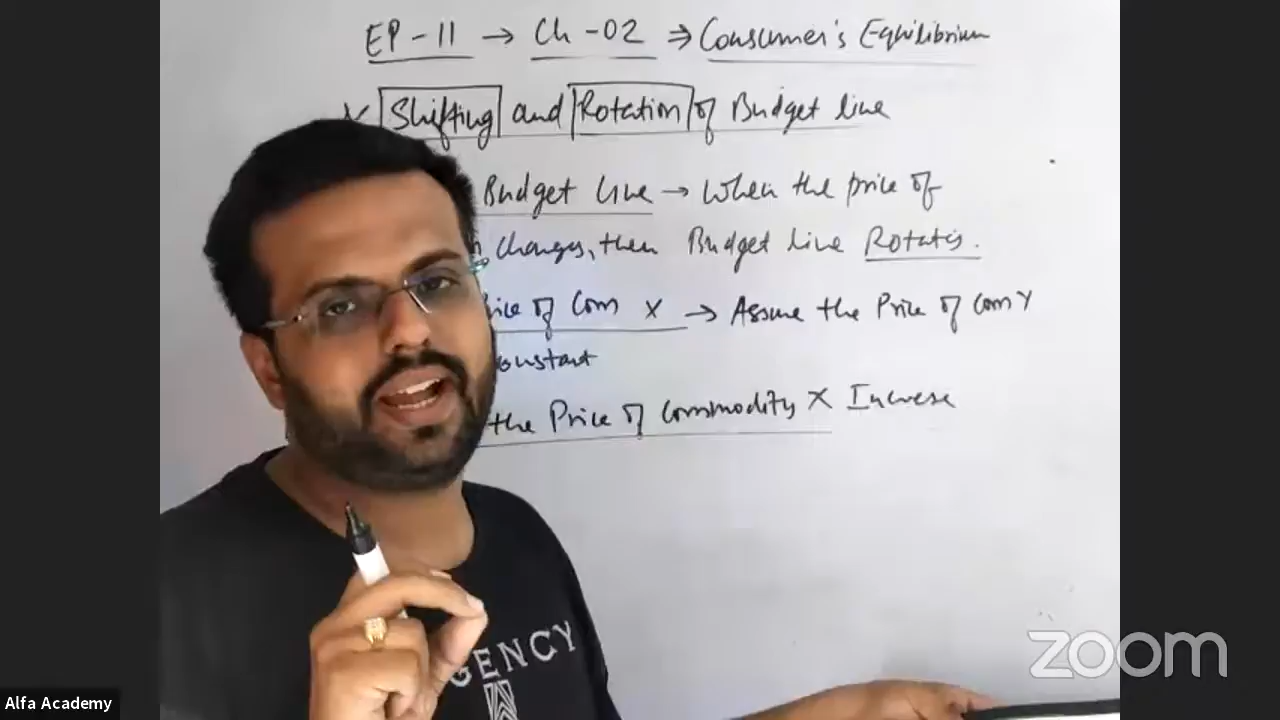 EP-11 → Ch-02 ⇒ Consumer's Equilibrium
Shifting and Rotation of Budget line
Budget line → When the price of
changes, then Budget line Rotates.
Price of Com X → Assume the Price of Com Y
constant
the Price of Commodity X Increase
GENCY
zoom
Alfa Academy